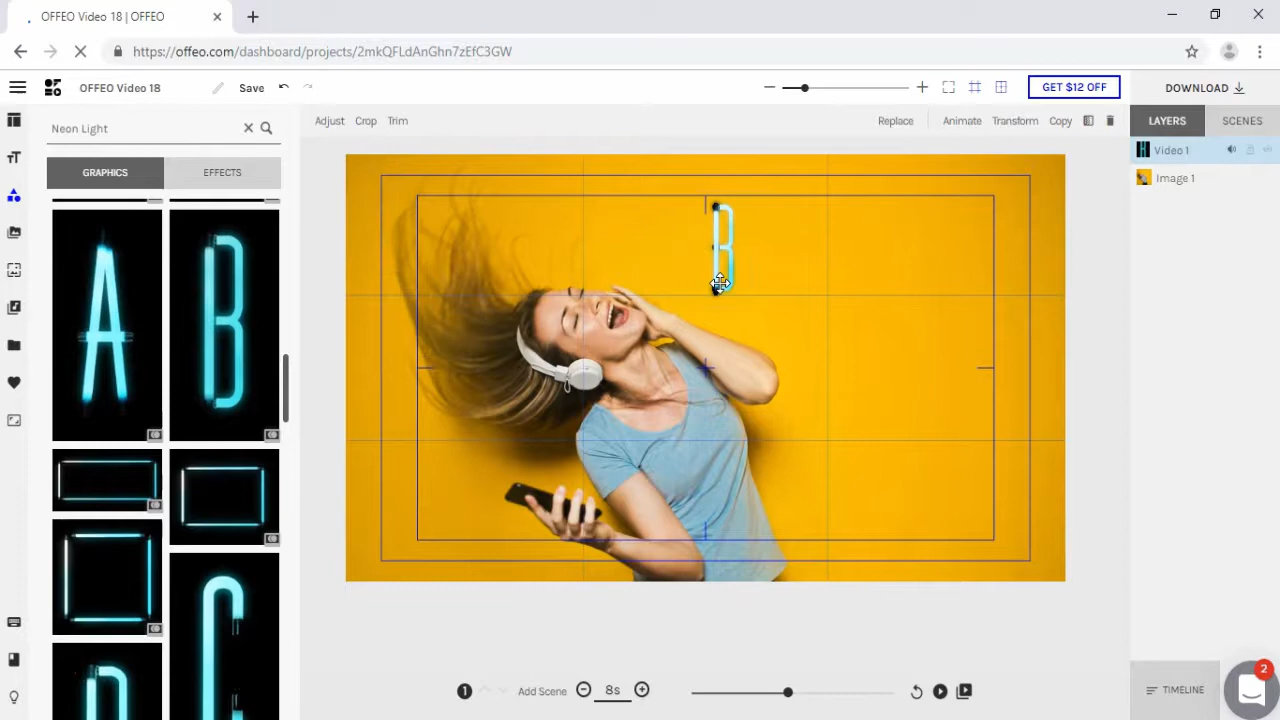 OFFEO Video 18 | OFFEO
https://offeo.com/dashboard/projects/2mkQFLdAnGhn7zEfC3GW
OFFEO Video 18
Save
GET $12 OFF
DOWNLOAD
Neon Light
Adjust Crop Trim
Replace
Animate Transform Copy
LAYERS
SCENES
GRAPHICS
EFFECTS
Video 1
Image 1
A
B
B
C
D
1
Add Scene
8s
TIMELINE
2